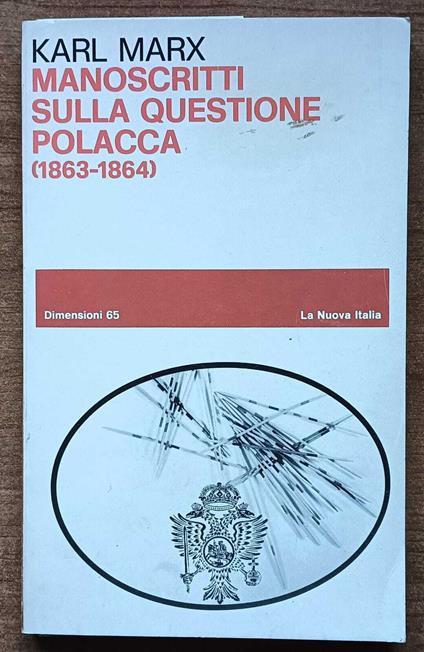 KARL MARX
MANOSCRITTI
SULLA QUESTIONE
POLACCA
(1863-1864)
Dimensioni 65
La Nuova Italia